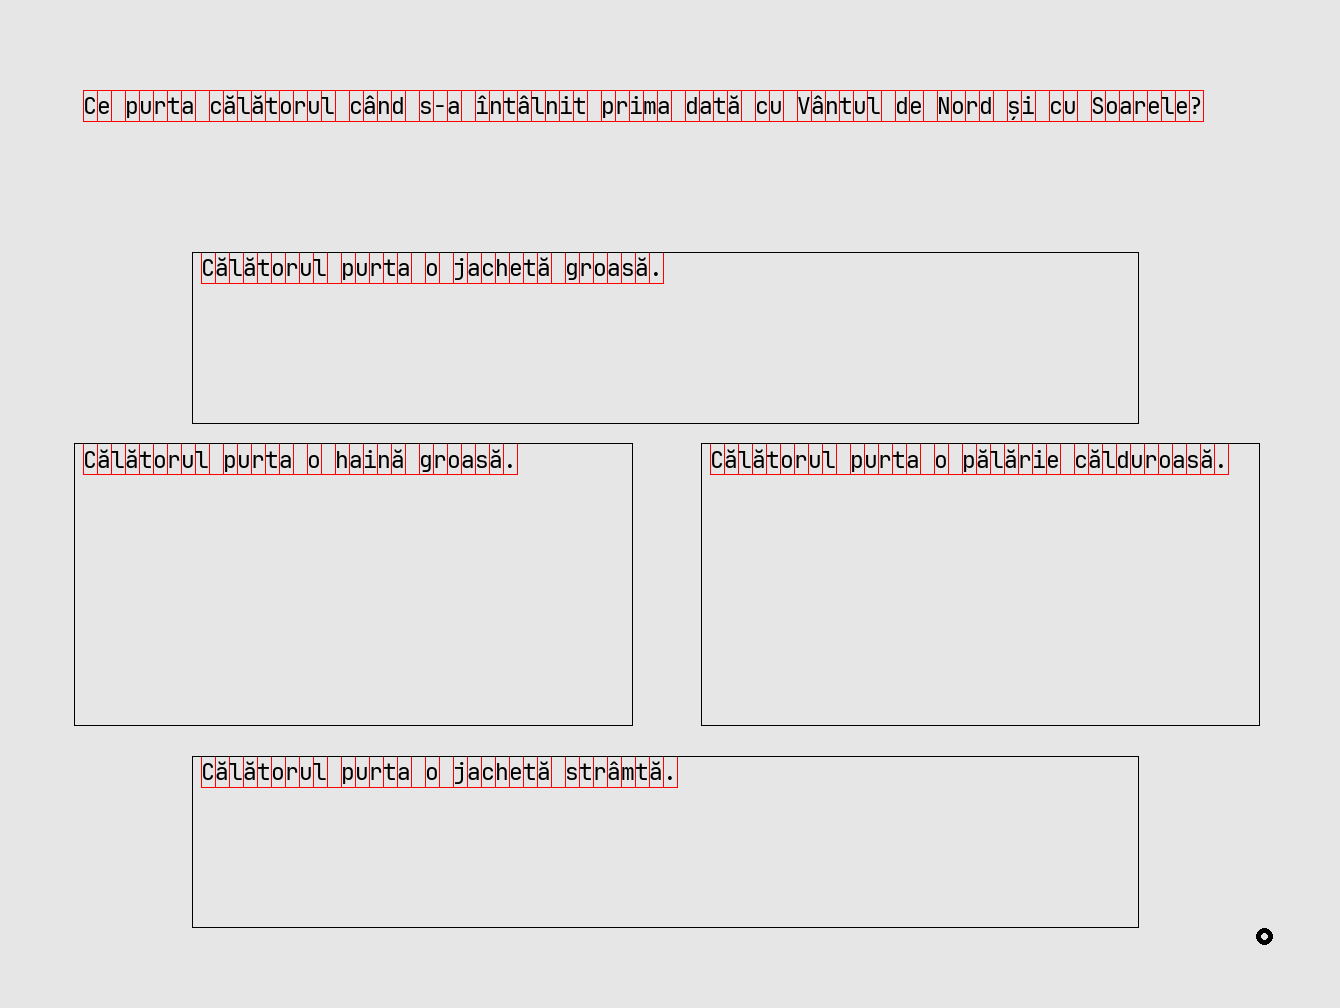 Ce purta călătorul când s-a întâlnit prima dată cu Vântul de Nord și cu Soarele?
Călătorul purta o jachetă groasă.
Călătorul purta o haină groasă.
Călătorul purta o pălărie călduroasă.
Călătorul purta o jachetă strâmtă.